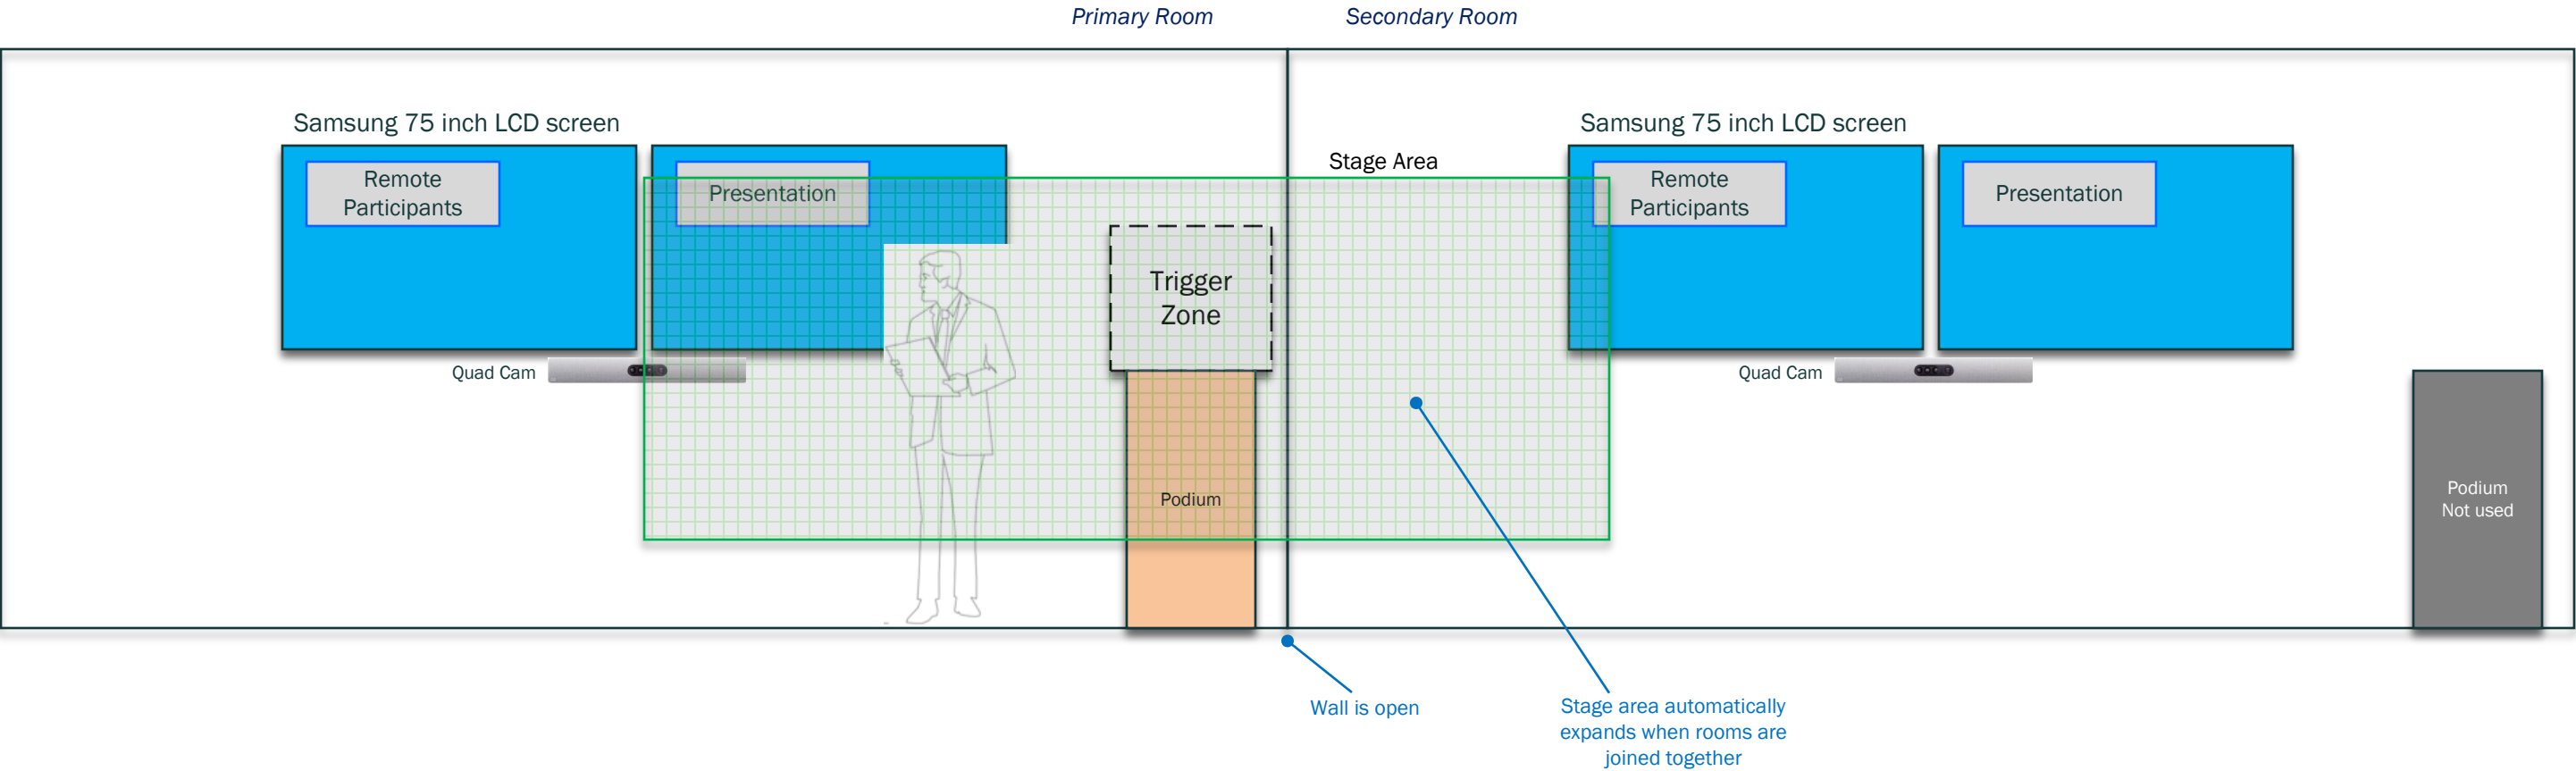 Primary Room
Secondary Room
Samsung 75 inch LCD screen
Samsung 75 inch LCD screen
Stage Area
Remote
Participants
Presentation
Remote
Participants
Presentation
Trigger
Zone
Quad Cam
Quad Cam
Podium
Podium
Not used
Wall is open
Stage area automatically
expands when rooms are
joined together